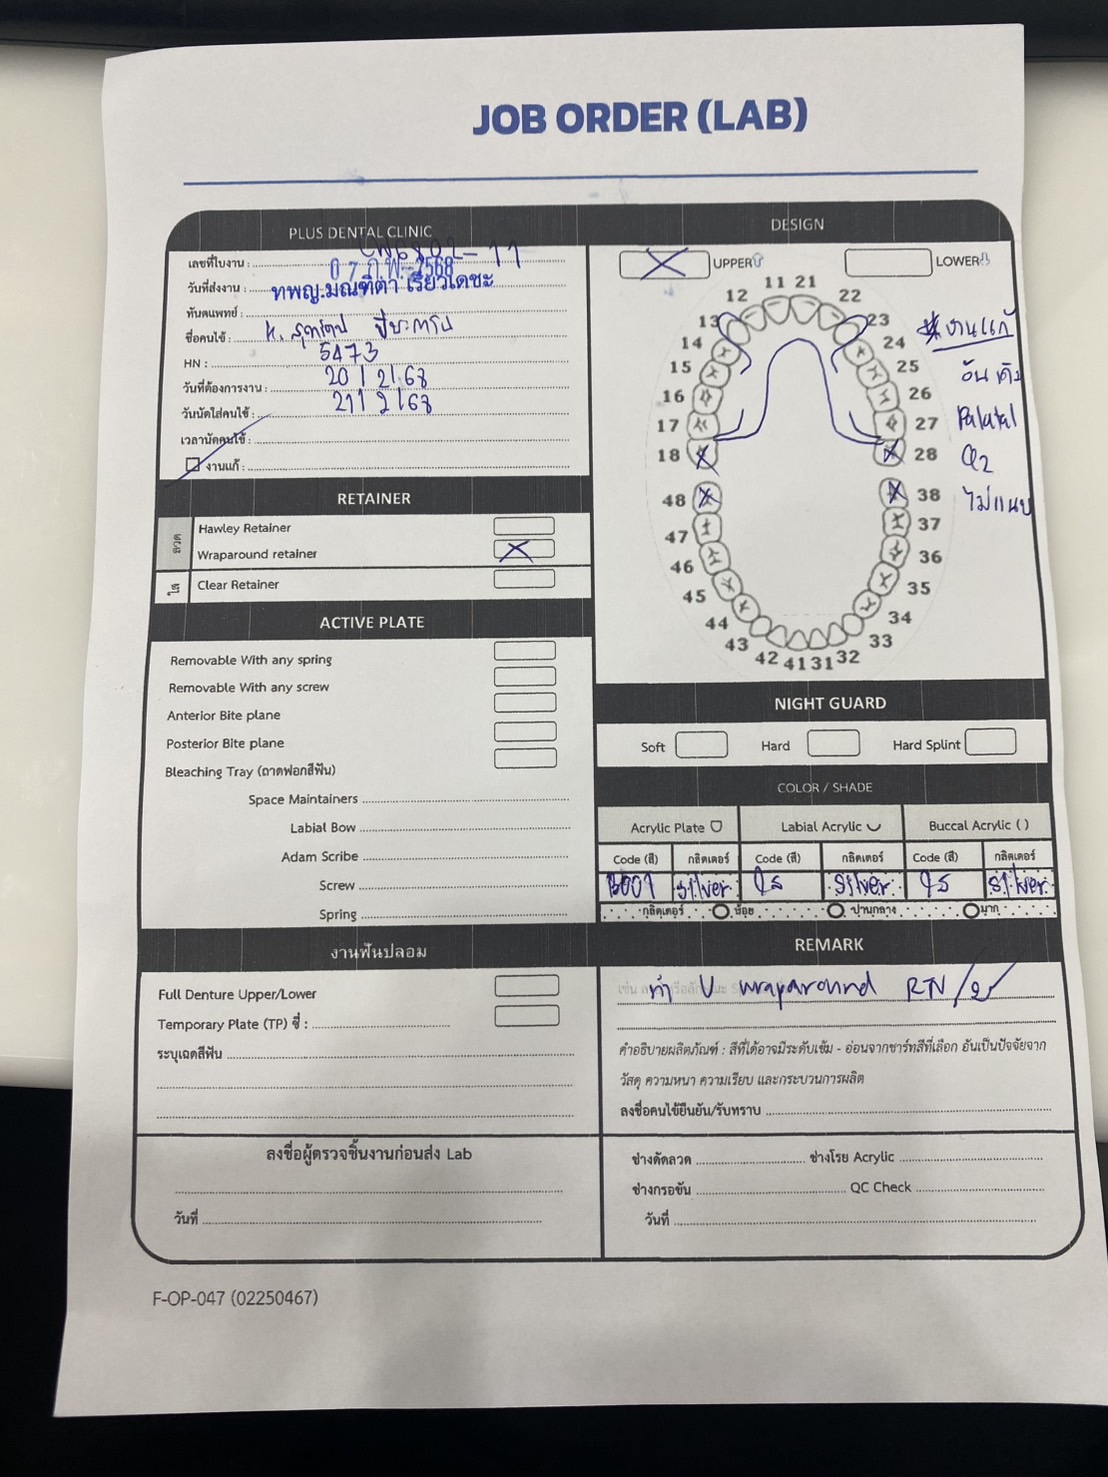 JOB ORDER (LAB)
PLUS DENTAL CLINIC
เลขที่ใบงาน : 6802-11
วันที่ส่งงาน : 07 ก.พ. 2568
ทันตแพทย์ : ทพญ.มณฑิตา เรียวเดชะ
ชื่อคนไข้ : K.
HN : 5473
วันที่ต้องการงาน : 20/2/68
วันนัดใส่คนไข้ : 21/2/68
เวลานัดคนไข้ :
งานแก้ :
DESIGN
UPPER
LOWER
11 21
12 22
13 23
14 24
15 25
16 26
17 27
18 28
48 38
47 37
46 36
45 35
44 34
43 33
42 41 31 32
* งานแก้
อันเดิม
Palatal
Q2
ไม่แนบ
RETAINER
ลวด
Hawley Retainer
Wraparound retainer
ใส
Clear Retainer
ACTIVE PLATE
Removable With any spring
Removable With any screw
Anterior Bite plane
Posterior Bite plane
Bleaching Tray (ถาดฟอกสีฟัน)
Space Maintainers
Labial Bow
Adam Scribe
Screw
Spring
NIGHT GUARD
Soft Hard Hard Splint
COLOR / SHADE
Acrylic Plate Labial Acrylic Buccal Acrylic ( )
Code (สี) กลิตเตอร์ Code (สี) กลิตเตอร์ Code (สี) กลิตเตอร์
B001 silver ใส silver ใส silver
กลิตเตอร์ น้อย ปานกลาง มาก
งานฟันปลอม
Full Denture Upper/Lower
Temporary Plate (TP) ซี่ :
ระบุเฉดสีฟัน
REMARK
ทำ U wraparound RTN
คำอธิบายผลิตภัณฑ์ : สีที่ได้อาจมีระดับเข้ม - อ่อนจากชาร์ทสีที่เลือก อันเป็นปัจจัยจาก
วัสดุ ความหนา ความเรียบ และกระบวนการผลิต
ลงชื่อคนไข้ยืนยัน/รับทราบ
ลงชื่อผู้ตรวจชิ้นงานก่อนส่ง Lab
วันที่
ช่างดัดลวด ช่างโรย Acrylic
ช่างกรอขัน QC Check
วันที่
F-OP-047 (02250467)